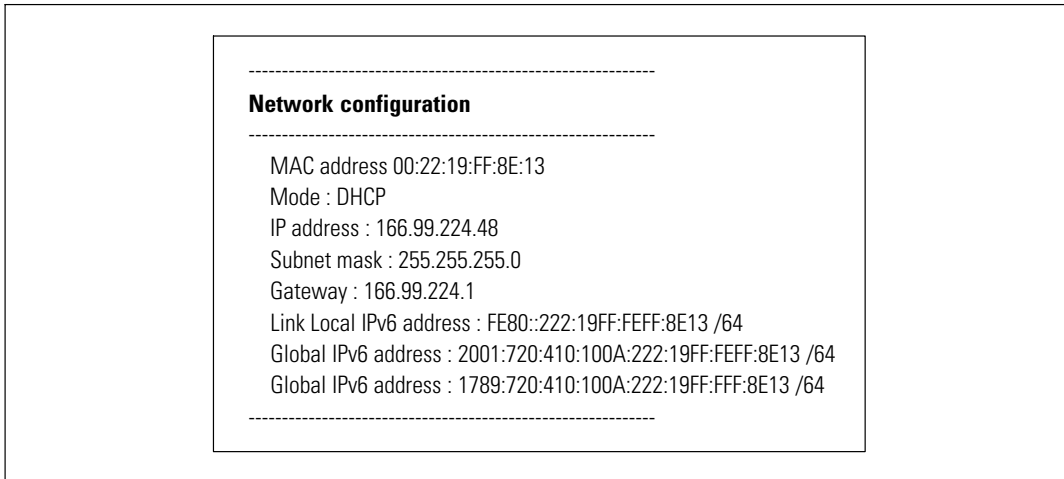 -------------------------------------------------------------
Network configuration
-------------------------------------------------------------
MAC address 00:22:19:FF:8E:13
Mode : DHCP
IP address : 166.99.224.48
Subnet mask : 255.255.255.0
Gateway : 166.99.224.1
Link Local IPv6 address : FE80::222:19FF:FEFF:8E13 /64
Global IPv6 address : 2001:720:410:100A:222:19FF:FEFF:8E13 /64
Global IPv6 address : 1789:720:410:100A:222:19FF:FFF:8E13 /64
-------------------------------------------------------------